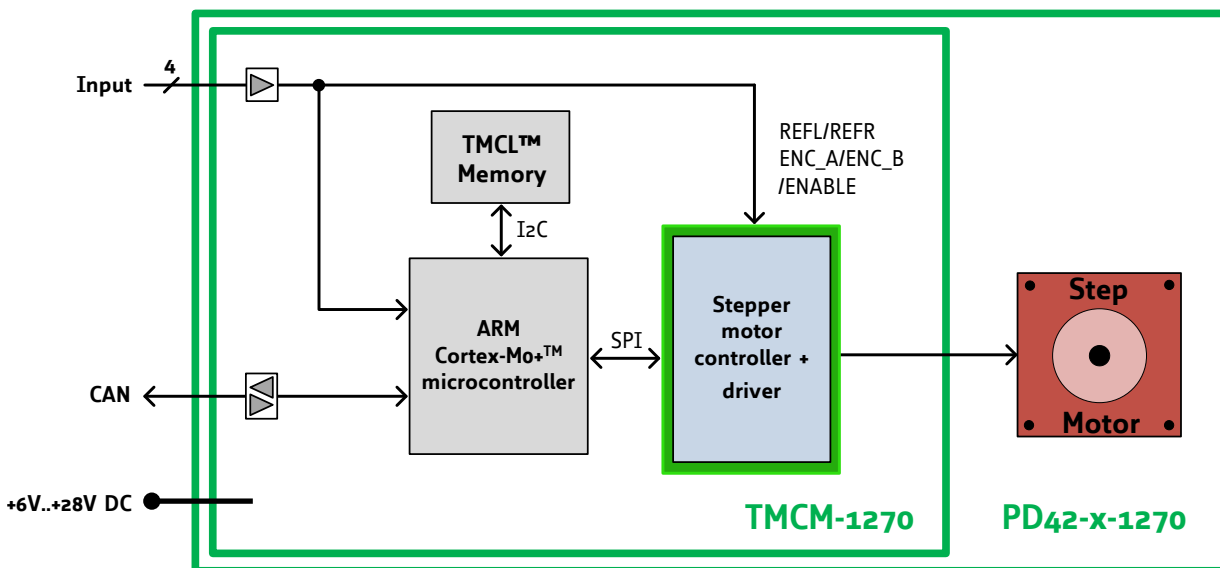 4
Input
REFL/REFR
ENC_A/ENC_B
/ENABLE
TMCL™
Memory
I2C
ARM
Cortex-M0+™
microcontroller
SPI
Stepper
motor
controller +
driver
Step
Motor
CAN
+6V..+28V DC
TMCM-1270
PD42-x-1270